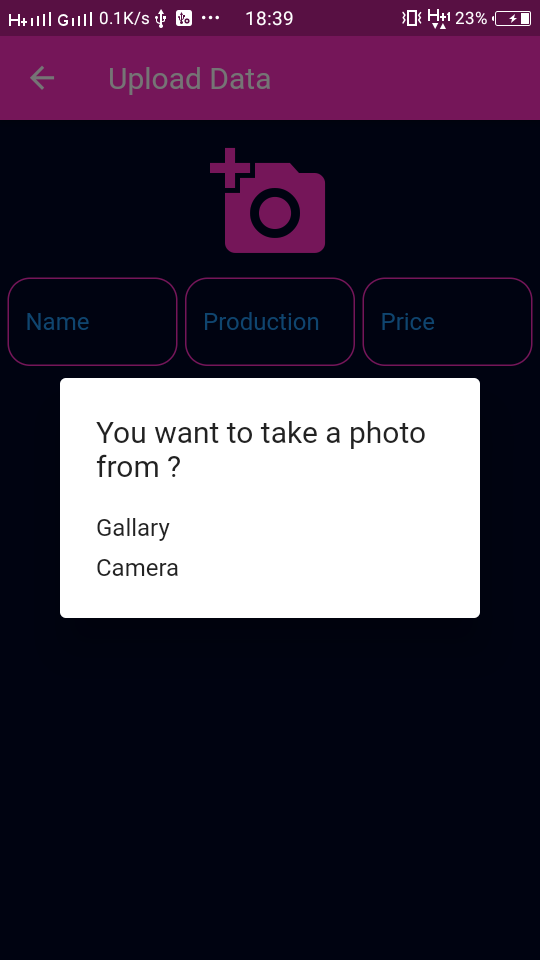 H+ G 0.1K/s 18:39 H+ 23%
Upload Data
Name Production Price
You want to take a photo
from ?
Gallary
Camera